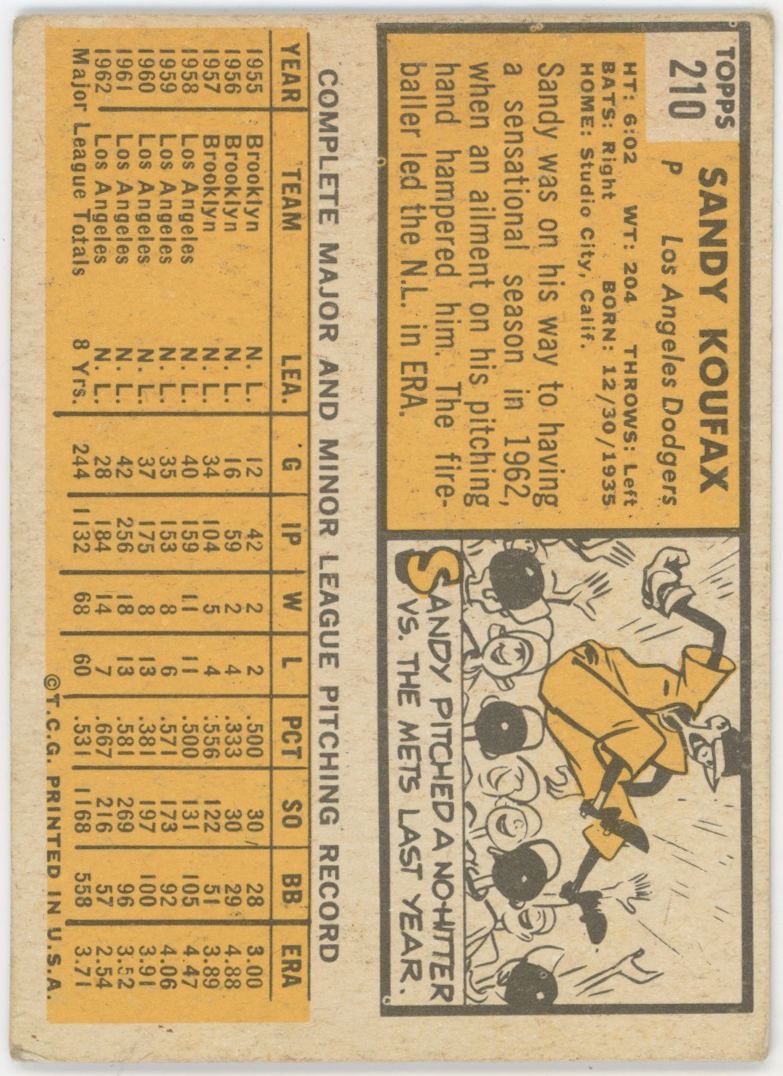 TOPPS
210
SANDY KOUFAX
P Los Angeles Dodgers
HT: 6:02 WT: 204 THROWS: Left
BATS: Right BORN: 12/30/1935
HOME: Studio City, Calif.
Sandy was on his way to having
a sensational season in 1962,
when an ailment on his pitching
hand hampered him. The fire-
baller led the N.L. in ERA.
SANDY PITCHED A NO-HITTER
VS. THE METS LAST YEAR.
COMPLETE MAJOR AND MINOR LEAGUE PITCHING RECORD
YEAR TEAM LEA. G IP W L PCT SO BB ERA
1955 Brooklyn N. L. 12 42 2 2 .500 30 28 3.00
1956 Brooklyn N. L. 16 59 2 4 .333 30 29 4.88
1957 Brooklyn N. L. 34 104 5 4 .556 122 51 3.89
1958 Los Angeles N. L. 40 159 11 11 .500 131 105 4.47
1959 Los Angeles N. L. 35 153 8 6 .571 173 92 4.06
1960 Los Angeles N. L. 37 175 8 13 .381 197 100 3.91
1961 Los Angeles N. L. 42 256 18 13 .581 269 96 3.52
1962 Los Angeles N. L. 28 184 14 7 .667 216 57 2.54
Major League Totals 8 Yrs. 244 1132 68 60 .531 1168 558 3.71
©T.C.G. PRINTED IN U.S.A.